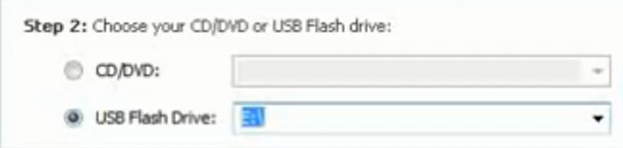 Step 2: Choose your CD/DVD or USB Flash drive:
CD/DVD:
USB Flash Drive: E:\